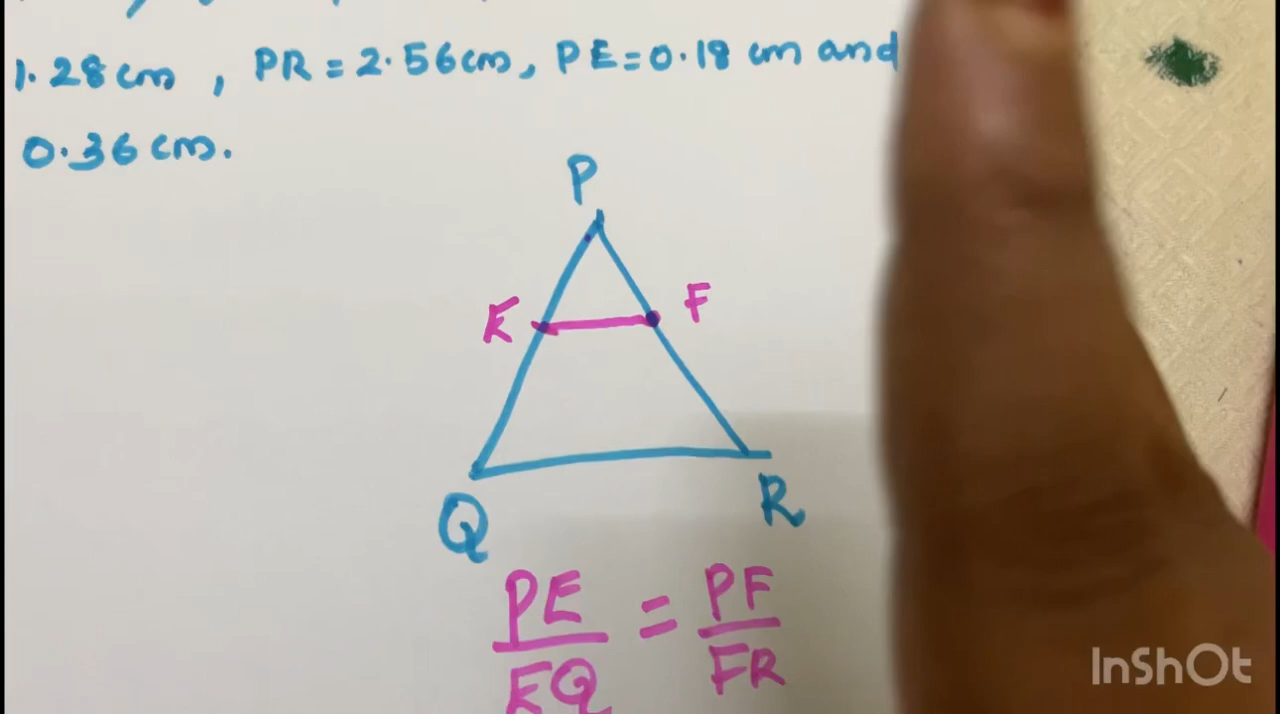 1.28 cm, PR = 2.56 cm, PE = 0.18 cm and
0.36 cm.
P
E F
Q R
PE/EQ = PF/FR
InShOt